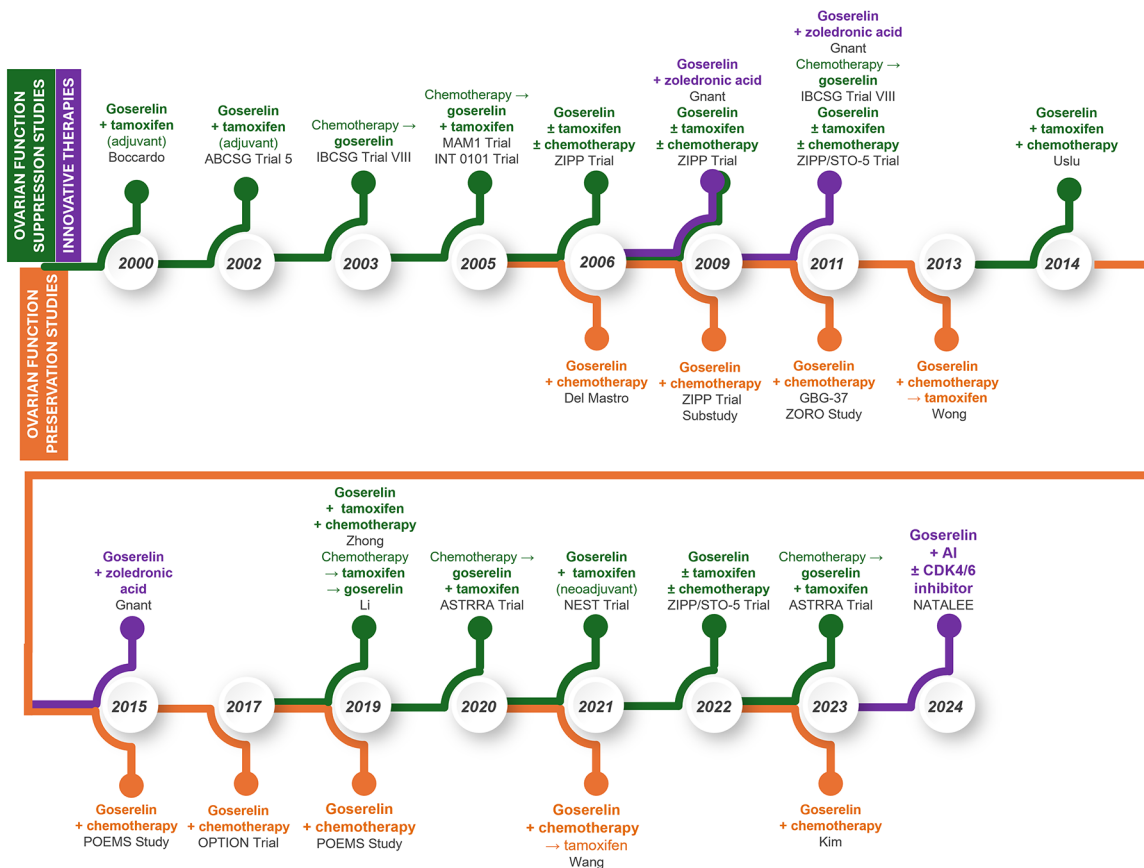 OVARIAN FUNCTION
SUPPRESSION STUDIES
INNOVATIVE THERAPIES
OVARIAN FUNCTION
PRESERVATION STUDIES
Goserelin
+ tamoxifen
(adjuvant)
Boccardo
2000
Goserelin
+ tamoxifen
(adjuvant)
ABCSG Trial 5
2002
Chemotherapy →
goserelin
IBCSG Trial VIII
2003
Chemotherapy →
goserelin
+ tamoxifen
MAM1 Trial
INT 0101 Trial
2005
Goserelin
± tamoxifen
± chemotherapy
ZIPP Trial
2006
Goserelin
+ chemotherapy
Del Mastro
Goserelin
+ zoledronic acid
Gnant
Goserelin
± tamoxifen
± chemotherapy
ZIPP Trial
2009
Goserelin
+ chemotherapy
ZIPP Trial
Substudy
Goserelin
+ zoledronic acid
Gnant
Chemotherapy →
goserelin
IBCSG Trial VIII
Goserelin
± tamoxifen
± chemotherapy
ZIPP/STO-5 Trial
2011
Goserelin
+ chemotherapy
GBG-37
ZORO Study
2013
Goserelin
+ chemotherapy
→ tamoxifen
Wong
Goserelin
+ tamoxifen
+ chemotherapy
Uslu
2014
Goserelin
+ zoledronic
acid
Gnant
2015
Goserelin
+ chemotherapy
POEMS Study
2017
Goserelin
+ chemotherapy
OPTION Trial
Goserelin
+ tamoxifen
+ chemotherapy
Zhong
Chemotherapy
→ tamoxifen
→ goserelin
Li
2019
Goserelin
+ chemotherapy
POEMS Study
Chemotherapy →
goserelin
+ tamoxifen
ASTRRA Trial
2020
Goserelin
+ tamoxifen
(neoadjuvant)
NEST Trial
2021
Goserelin
+ chemotherapy
→ tamoxifen
Wang
Goserelin
± tamoxifen
± chemotherapy
ZIPP/STO-5 Trial
2022
Chemotherapy →
goserelin
+ tamoxifen
ASTRRA Trial
2023
Goserelin
+ chemotherapy
Kim
Goserelin
+ AI
± CDK4/6
inhibitor
NATALEE
2024